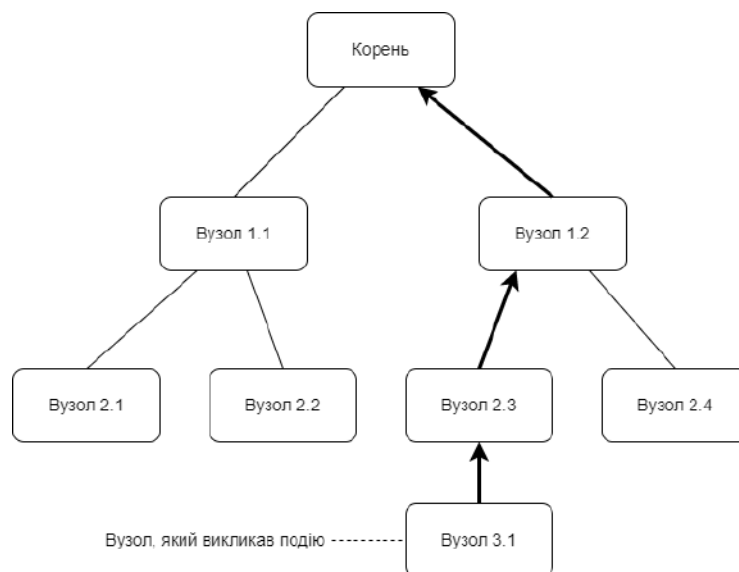 Корень
Вузол 1.1
Вузол 1.2
Вузол 2.1
Вузол 2.2
Вузол 2.3
Вузол 2.4
Вузол, який викликав подію
Вузол 3.1